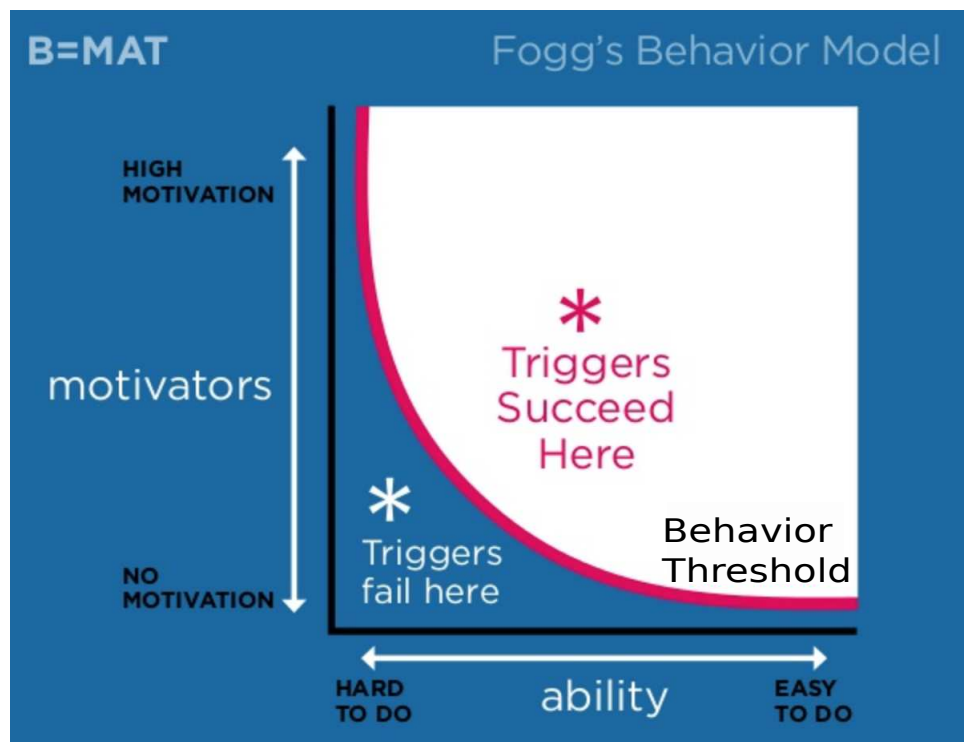 B=MAT
Fogg's Behavior Model
HIGH
MOTIVATION
motivators
NO
MOTIVATION
*
Triggers
Succeed
Here
*
Triggers
fail here
Behavior
Threshold
HARD
TO DO
ability
EASY
TO DO